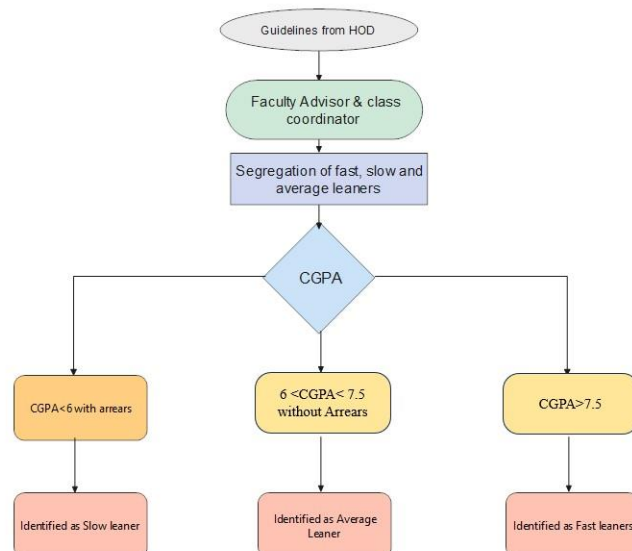 Guidelines from HOD
Faculty Advisor & class
coordinator
Segregation of fast, slow and
average leaners
CGPA
CGPA<6 with arrears
6 <CGPA< 7.5
without Arrears
CGPA>7.5
Identified as Slow leaner
Identified as Average
Leaner
Identified as Fast leaners